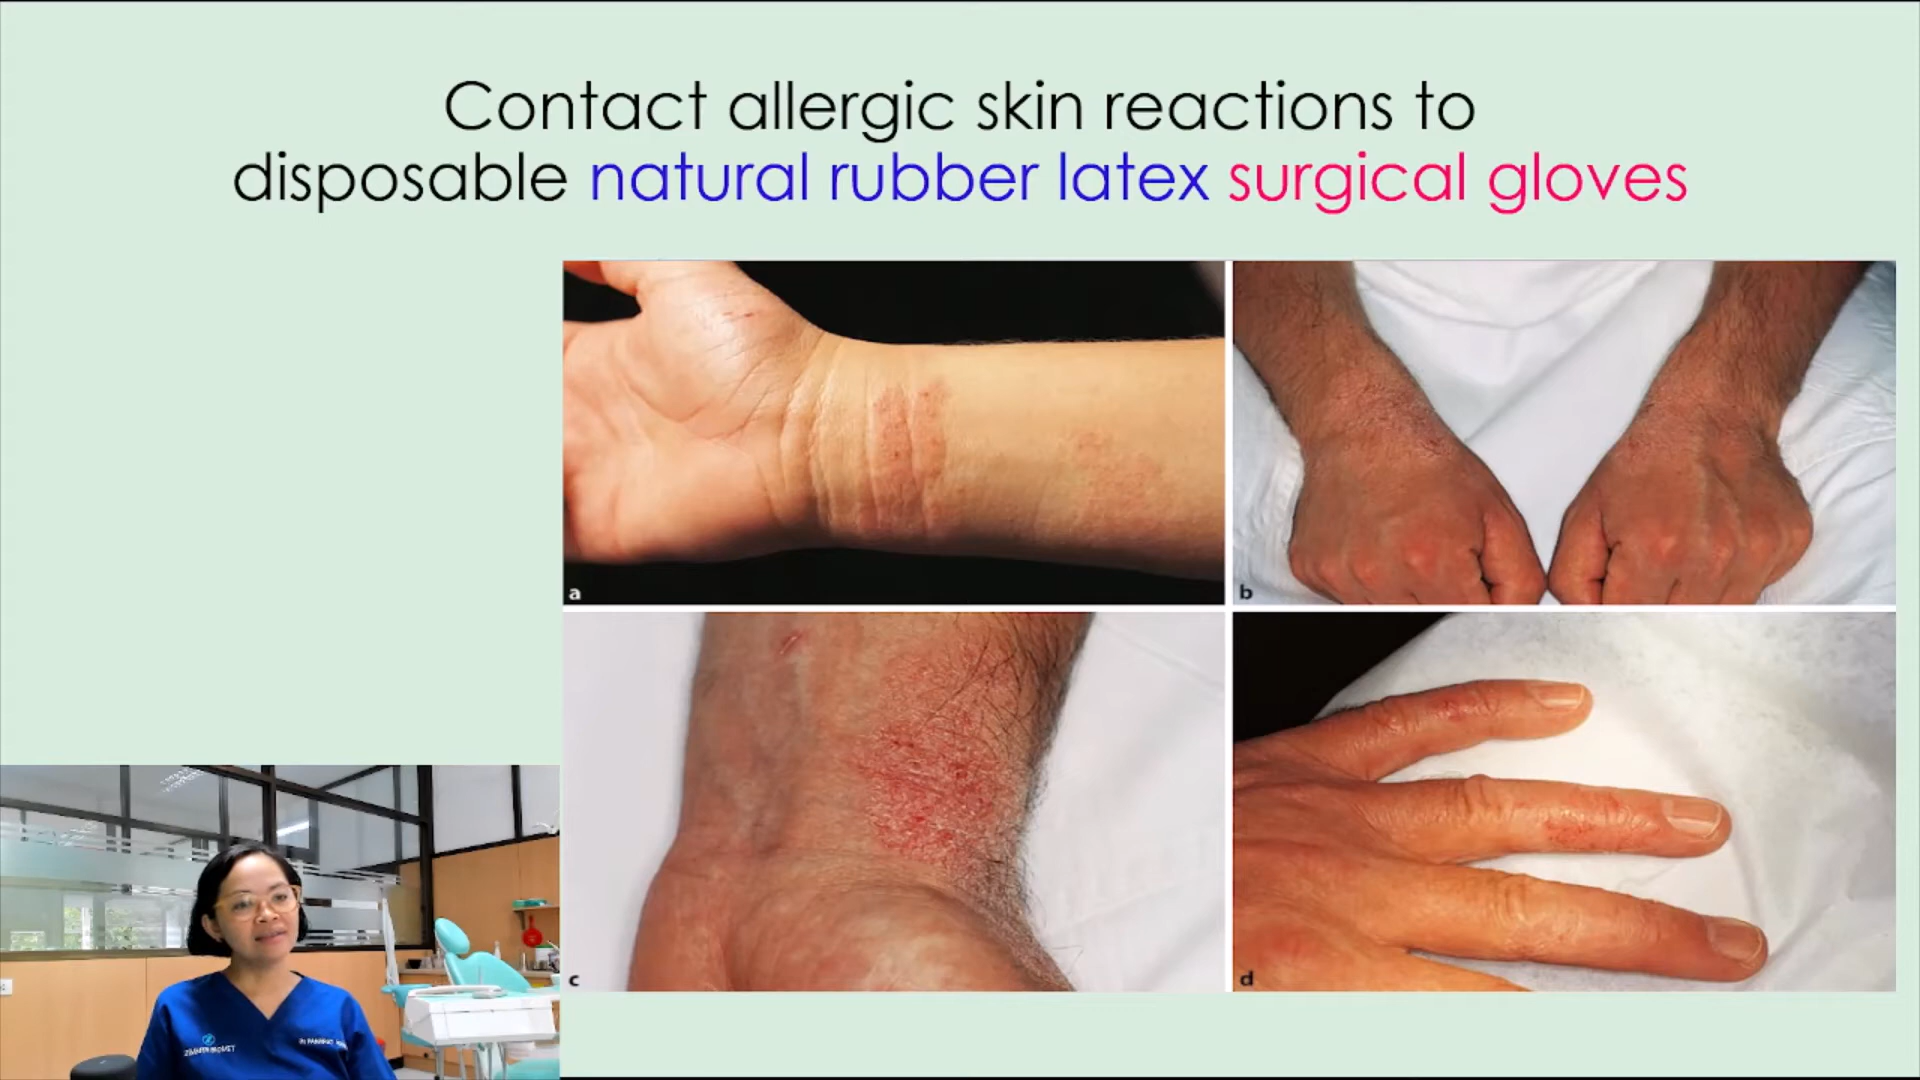 Contact allergic skin reactions to
disposable natural rubber latex surgical gloves
a
b
c
d